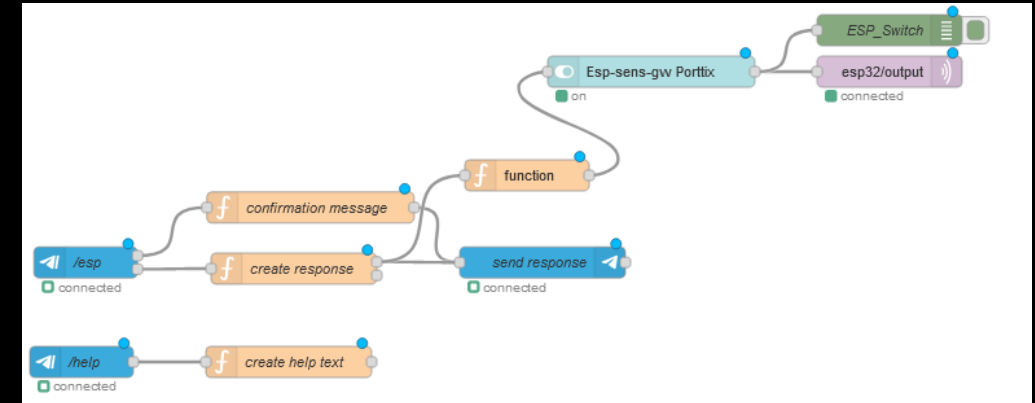 ESP_Switch
Esp-sens-gw Porttix
esp32/output
on
connected
function
confirmation message
/esp
create response
send response
connected
connected
/help
create help text
connected